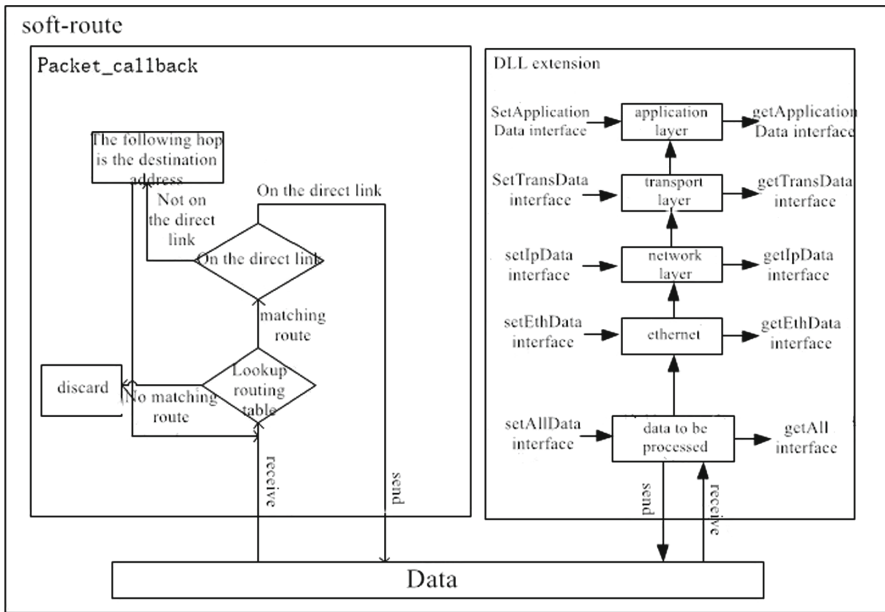 soft-route
Packet_callback
The following hop
is the destination
address
Not on
the direct
link
On the direct link
On the direct link
matching
route
Lookup
routing
table
discard
No matching
route
receive
send
DLL extension
SetApplication
Data interface
application
layer
getApplication
Data interface
SetTransData
interface
transport
layer
getTransData
interface
setIpData
interface
network
layer
getIpData
interface
setEthData
interface
ethernet
getEthData
interface
setAllData
interface
data to be
processed
getAll
interface
send
receive
Data